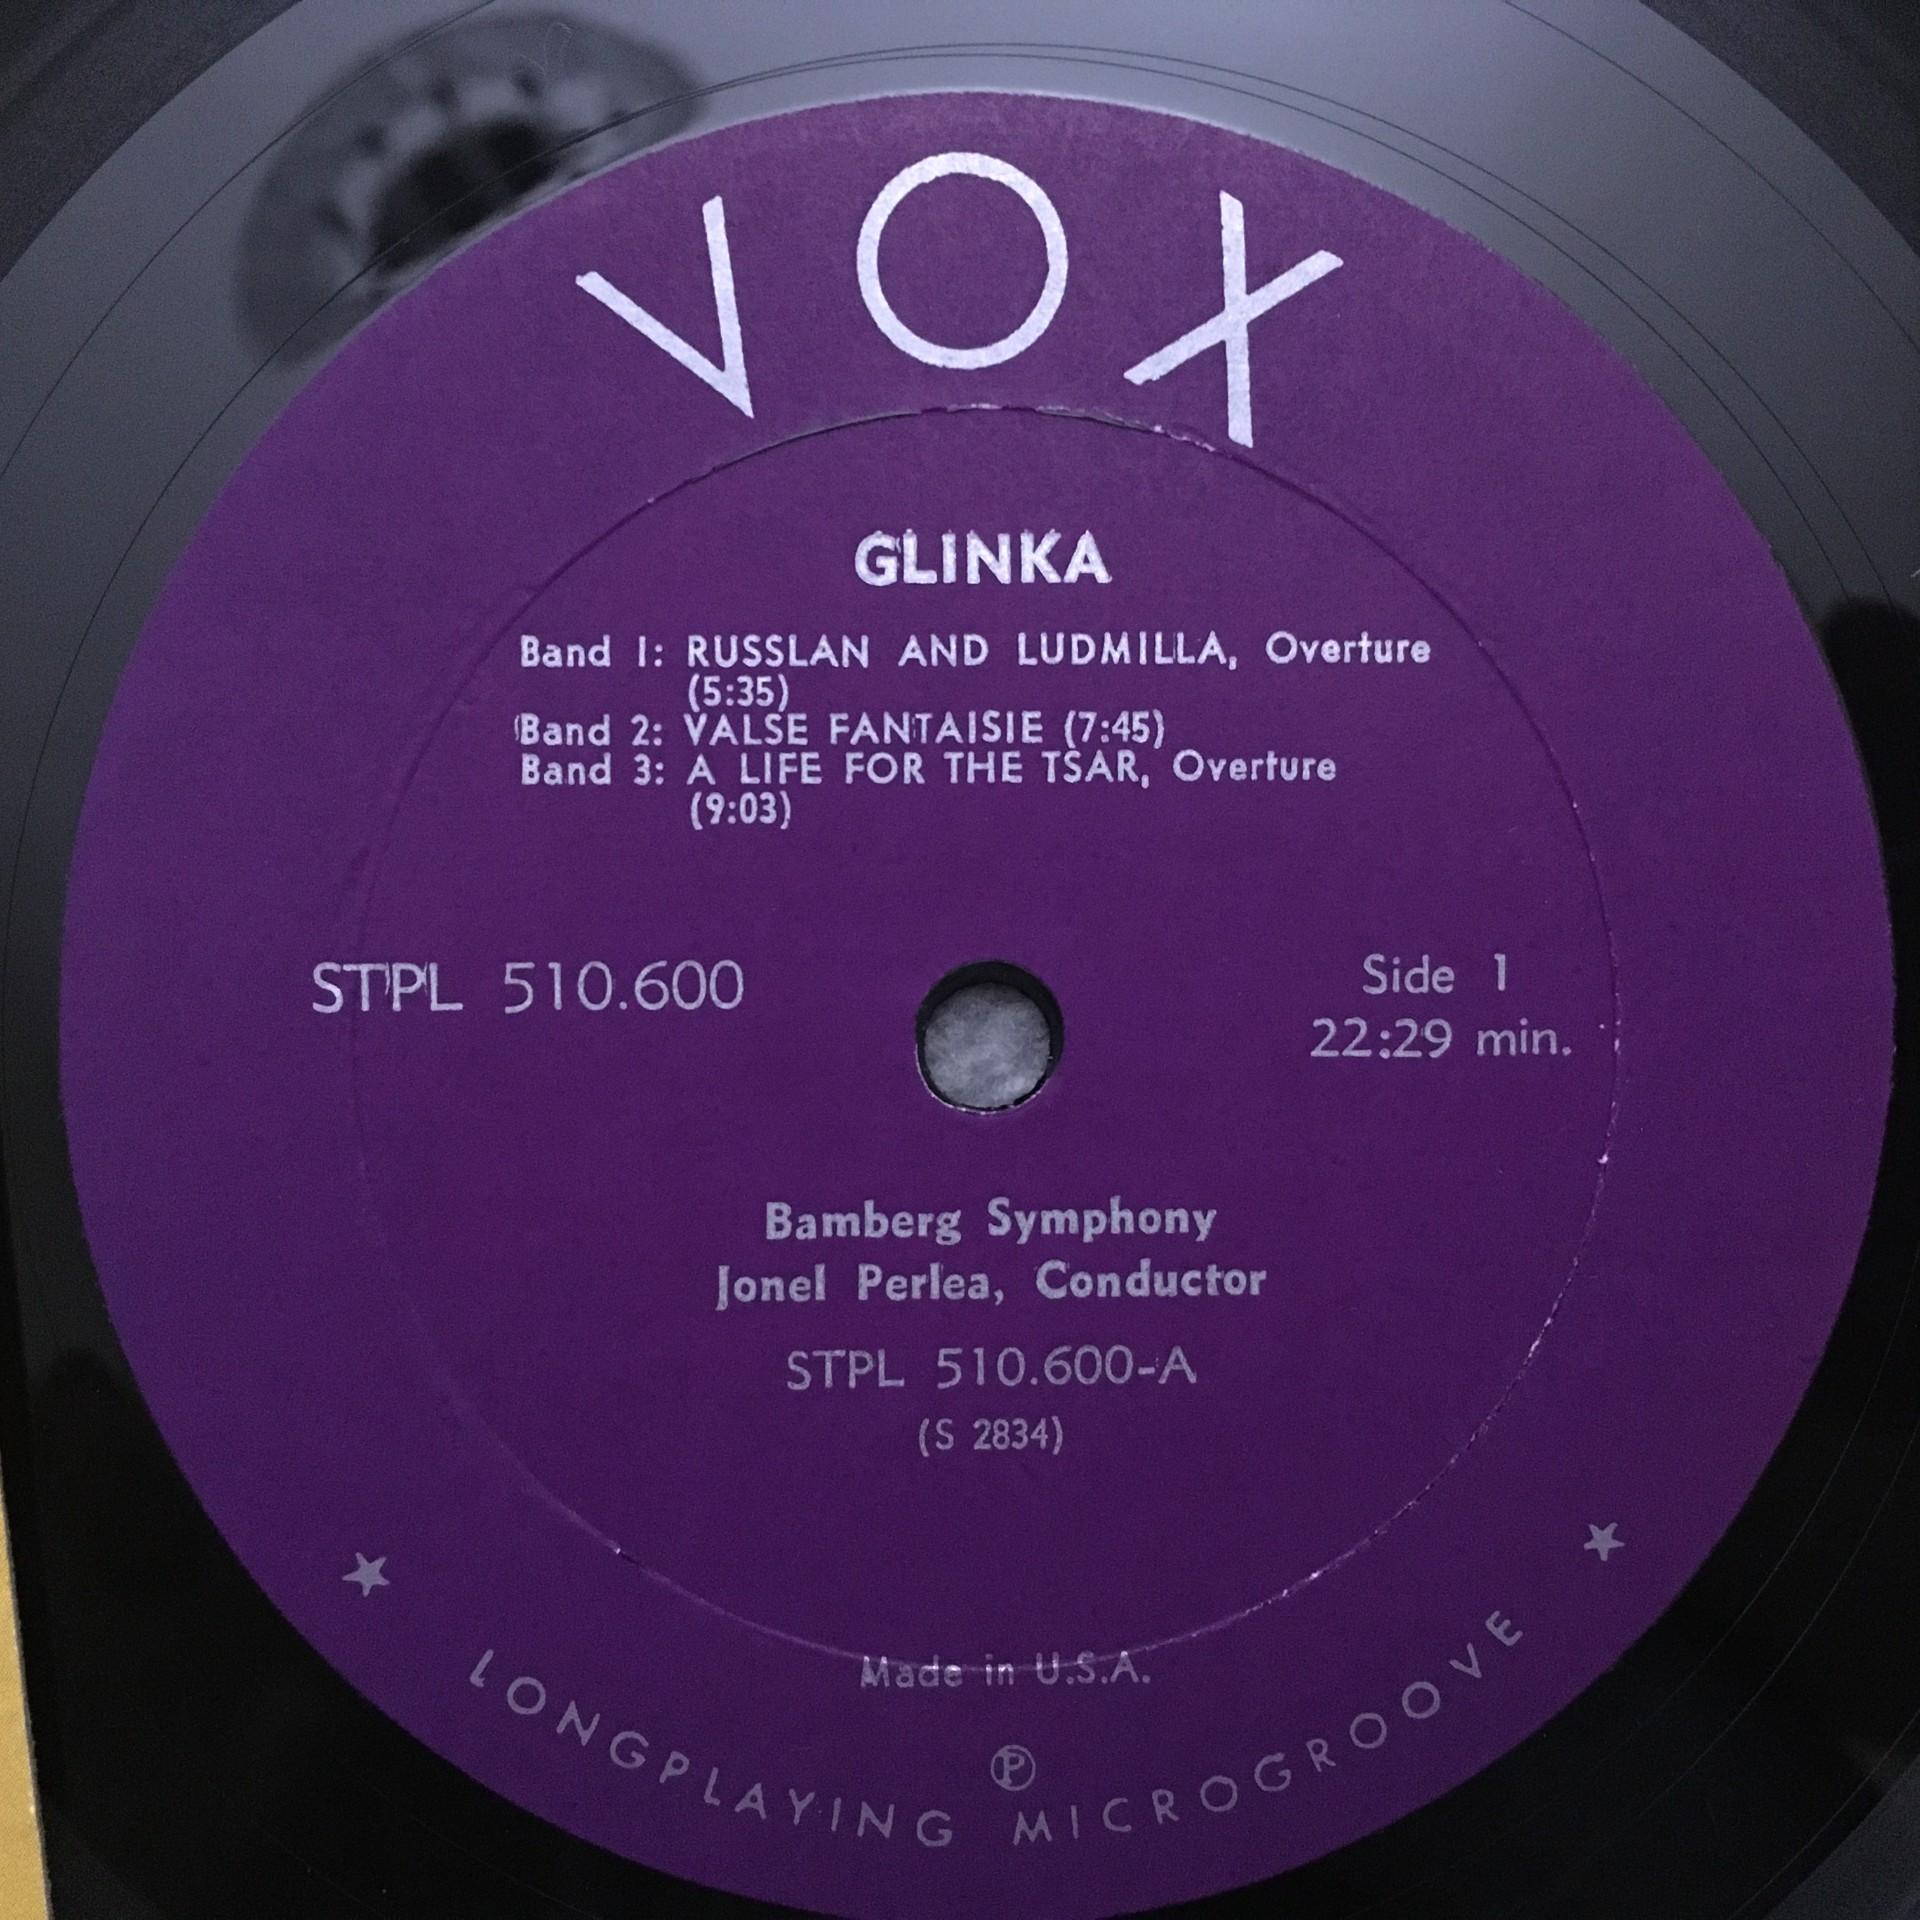 VOX
GLINKA
Band 1: RUSSLAN AND LUDMILLA, Overture
(5:35)
Band 2: VALSE FANTAISIE (7:45)
Band 3: A LIFE FOR THE TSAR, Overture
(9:03)
STPL 510.600
Side 1
22:29 min.
Bamberg Symphony
Jonel Perlea, Conductor
STPL 510.600-A
(S 2834)
Made in U.S.A.
℗
★ LONGPLAYING MICROGROOVE ★